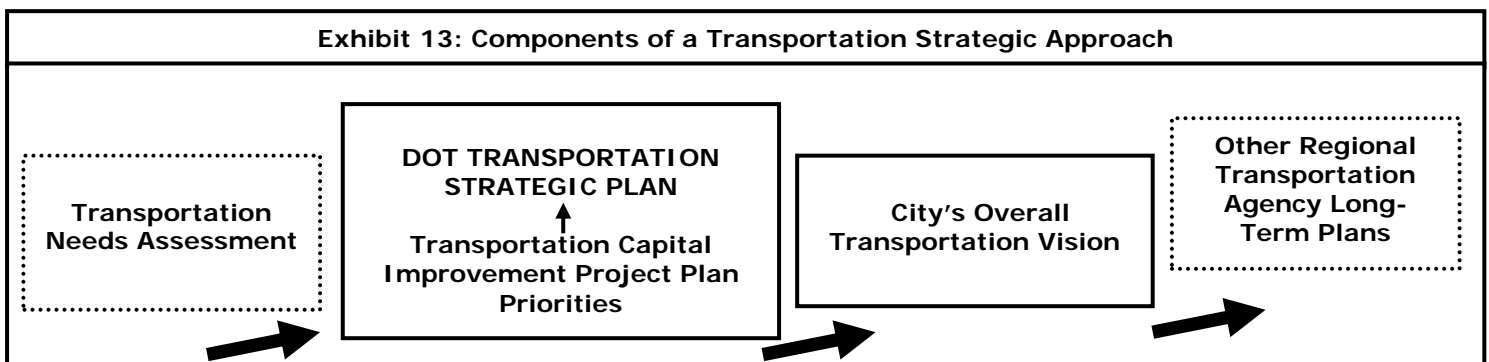 Exhibit 13: Components of a Transportation Strategic Approach
Transportation
Needs Assessment
DOT TRANSPORTATION
STRATEGIC PLAN
Transportation Capital
Improvement Project Plan
Priorities
City's Overall
Transportation Vision
Other Regional
Transportation
Agency Long-
Term Plans